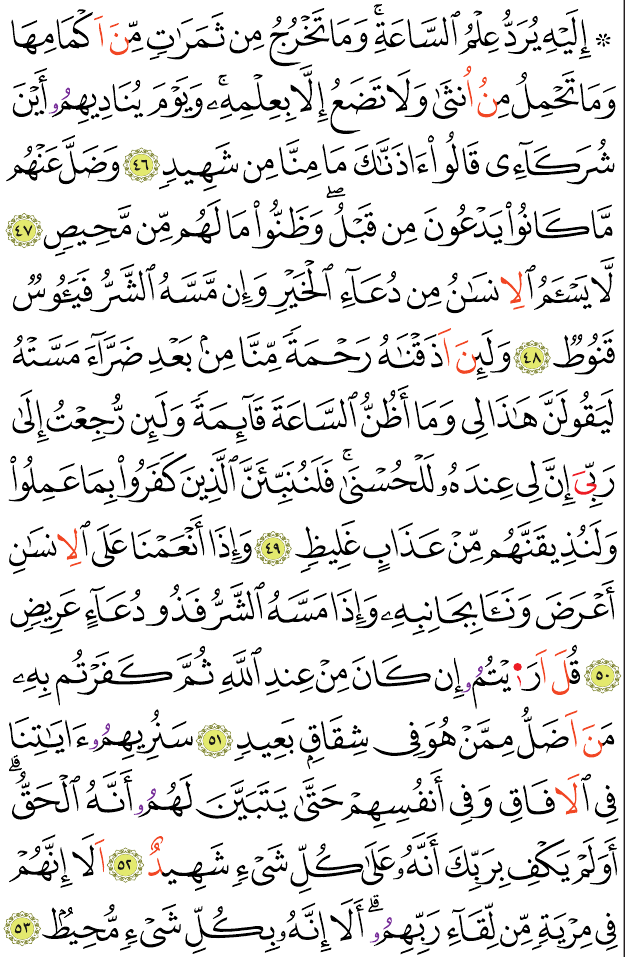 ۞ إِلَيْهِ يُرَدُّ عِلْمُ ٱلسَّاعَةِۚ وَمَا تَخْرُجُ مِن ثَمَرَٰتٖ مِّنَ اَكْمَامِهَا
وَمَا تَحْمِلُ مِنُ اُنثَىٰ وَلَا تَضَعُ إِلَّا بِعِلْمِهِۦۚ وَيَوْمَ يُنَادِيهِمُۥٓ أَيْنَ
شُرَكَآءِى قَالُوٓا۟ ءَاذَنَّٰكَ مَا مِنَّا مِن شَهِيدٖ ٤٦ وَضَلَّ عَنْهُم
مَّا كَانُوا۟ يَدْعُونَ مِن قَبْلُۖ وَظَنُّوا۟ مَا لَهُم مِّن مَّحِيصٖ ٤٧
لَّا يَسْـَٔمُ ٱلِانسَٰنُ مِن دُعَآءِ ٱلْخَيْرِ وَإِن مَّسَّهُ ٱلشَّرُّ فَيَـُٔوسٞ
قَنُوطٞ ٤٨ وَلَئِنَ اَذَقْنَٰهُ رَحْمَةٗ مِّنَّا مِنۢ بَعْدِ ضَرَّآءَ مَسَّتْهُ
لَيَقُولَنَّ هَٰذَا لِى وَمَآ أَظُنُّ ٱلسَّاعَةَ قَآئِمَةٗ وَلَئِن رُّجِعْتُ إِلَىٰ
رَبِّىَ إِنَّ لِى عِندَهُۥ لَلْحُسْنَىٰۚ فَلَنُنَبِّئَنَّ ٱلَّذِينَ كَفَرُوا۟ بِمَا عَمِلُوا۟
وَلَنُذِيقَنَّهُم مِّنْ عَذَابٍ غَلِيظٖ ٤٩ وَإِذَآ أَنْعَمْنَا عَلَى ٱلِانسَٰنِ
أَعْرَضَ وَنَـَٔا بِجَانِبِهِۦ وَإِذَا مَسَّهُ ٱلشَّرُّ فَذُو دُعَآءٍ عَرِيضٖ
٥٠ قُلَ اَرَٰٓيْتُمُۥٓ إِن كَانَ مِنْ عِندِ ٱللَّهِ ثُمَّ كَفَرْتُم بِهِۦ
مَنَ اَضَلُّ مِمَّنْ هُوَ فِى شِقَاقِۭ بَعِيدٖ ٥١ سَنُرِيهِمُۥٓ ءَايَٰتِنَا
فِى ٱلَافَاقِ وَفِىٓ أَنفُسِهِمْ حَتَّىٰ يَتَبَيَّنَ لَهُمُۥٓ أَنَّهُ ٱلْحَقُّۗ
أَوَلَمْ يَكْفِ بِرَبِّكَ أَنَّهُۥ عَلَىٰ كُلِّ شَىْءٖ شَهِيدٌ ٥٢ اَلَآ إِنَّهُمْ
فِى مِرْيَةٖ مِّن لِّقَآءِ رَبِّهِمُۥٓۗ أَلَآ إِنَّهُۥ بِكُلِّ شَىْءٖ مُّحِيطُۢ ٥٣